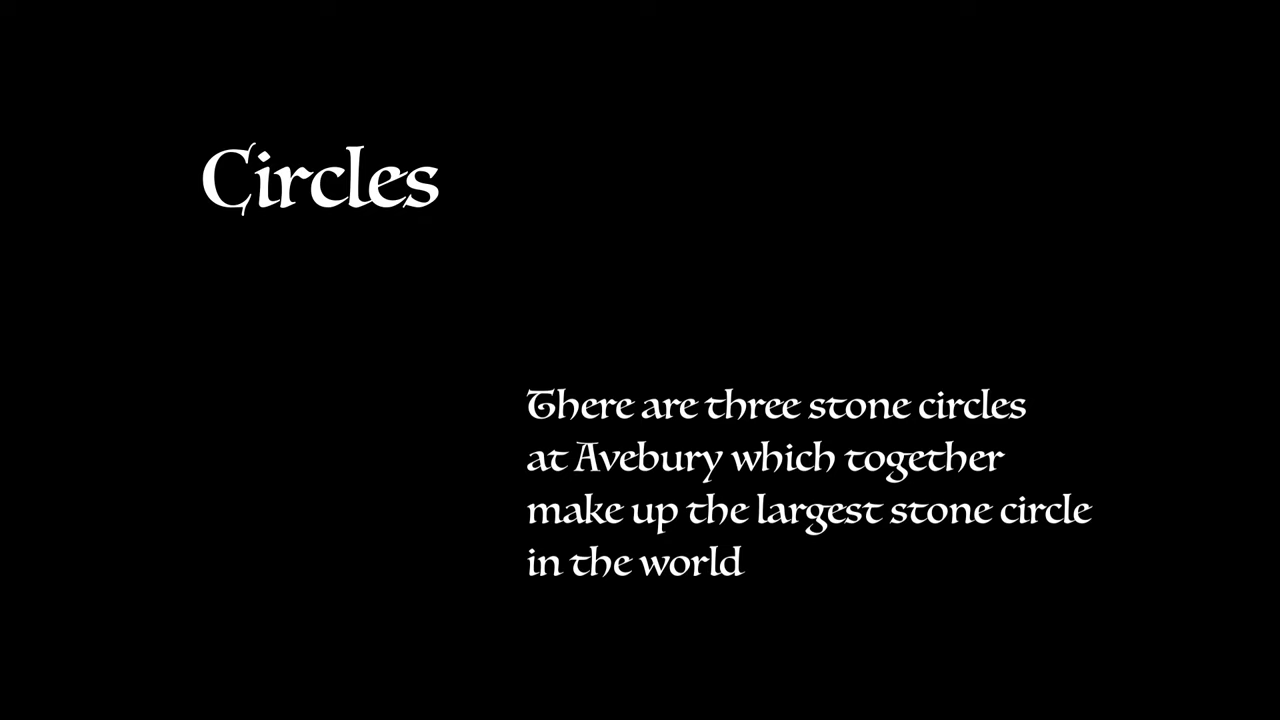 Circles
There are three stone circles
at Avebury which together
make up the largest stone circle
in the world